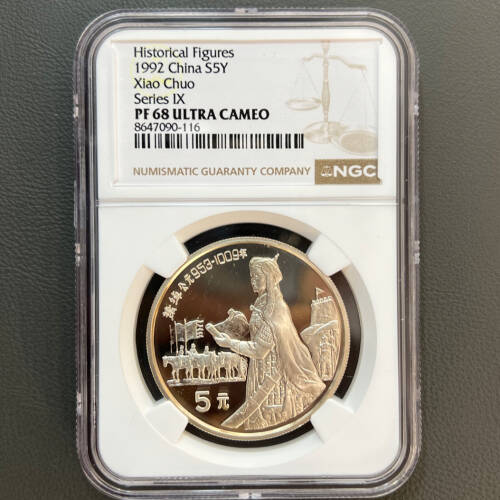 Historical Figures
1992 China S5Y
Xiao Chuo
Series IX
PF 68 ULTRA CAMEO
8647090-116
NUMISMATIC GUARANTY COMPANY
NGC
萧绰公元953-1009年
5元